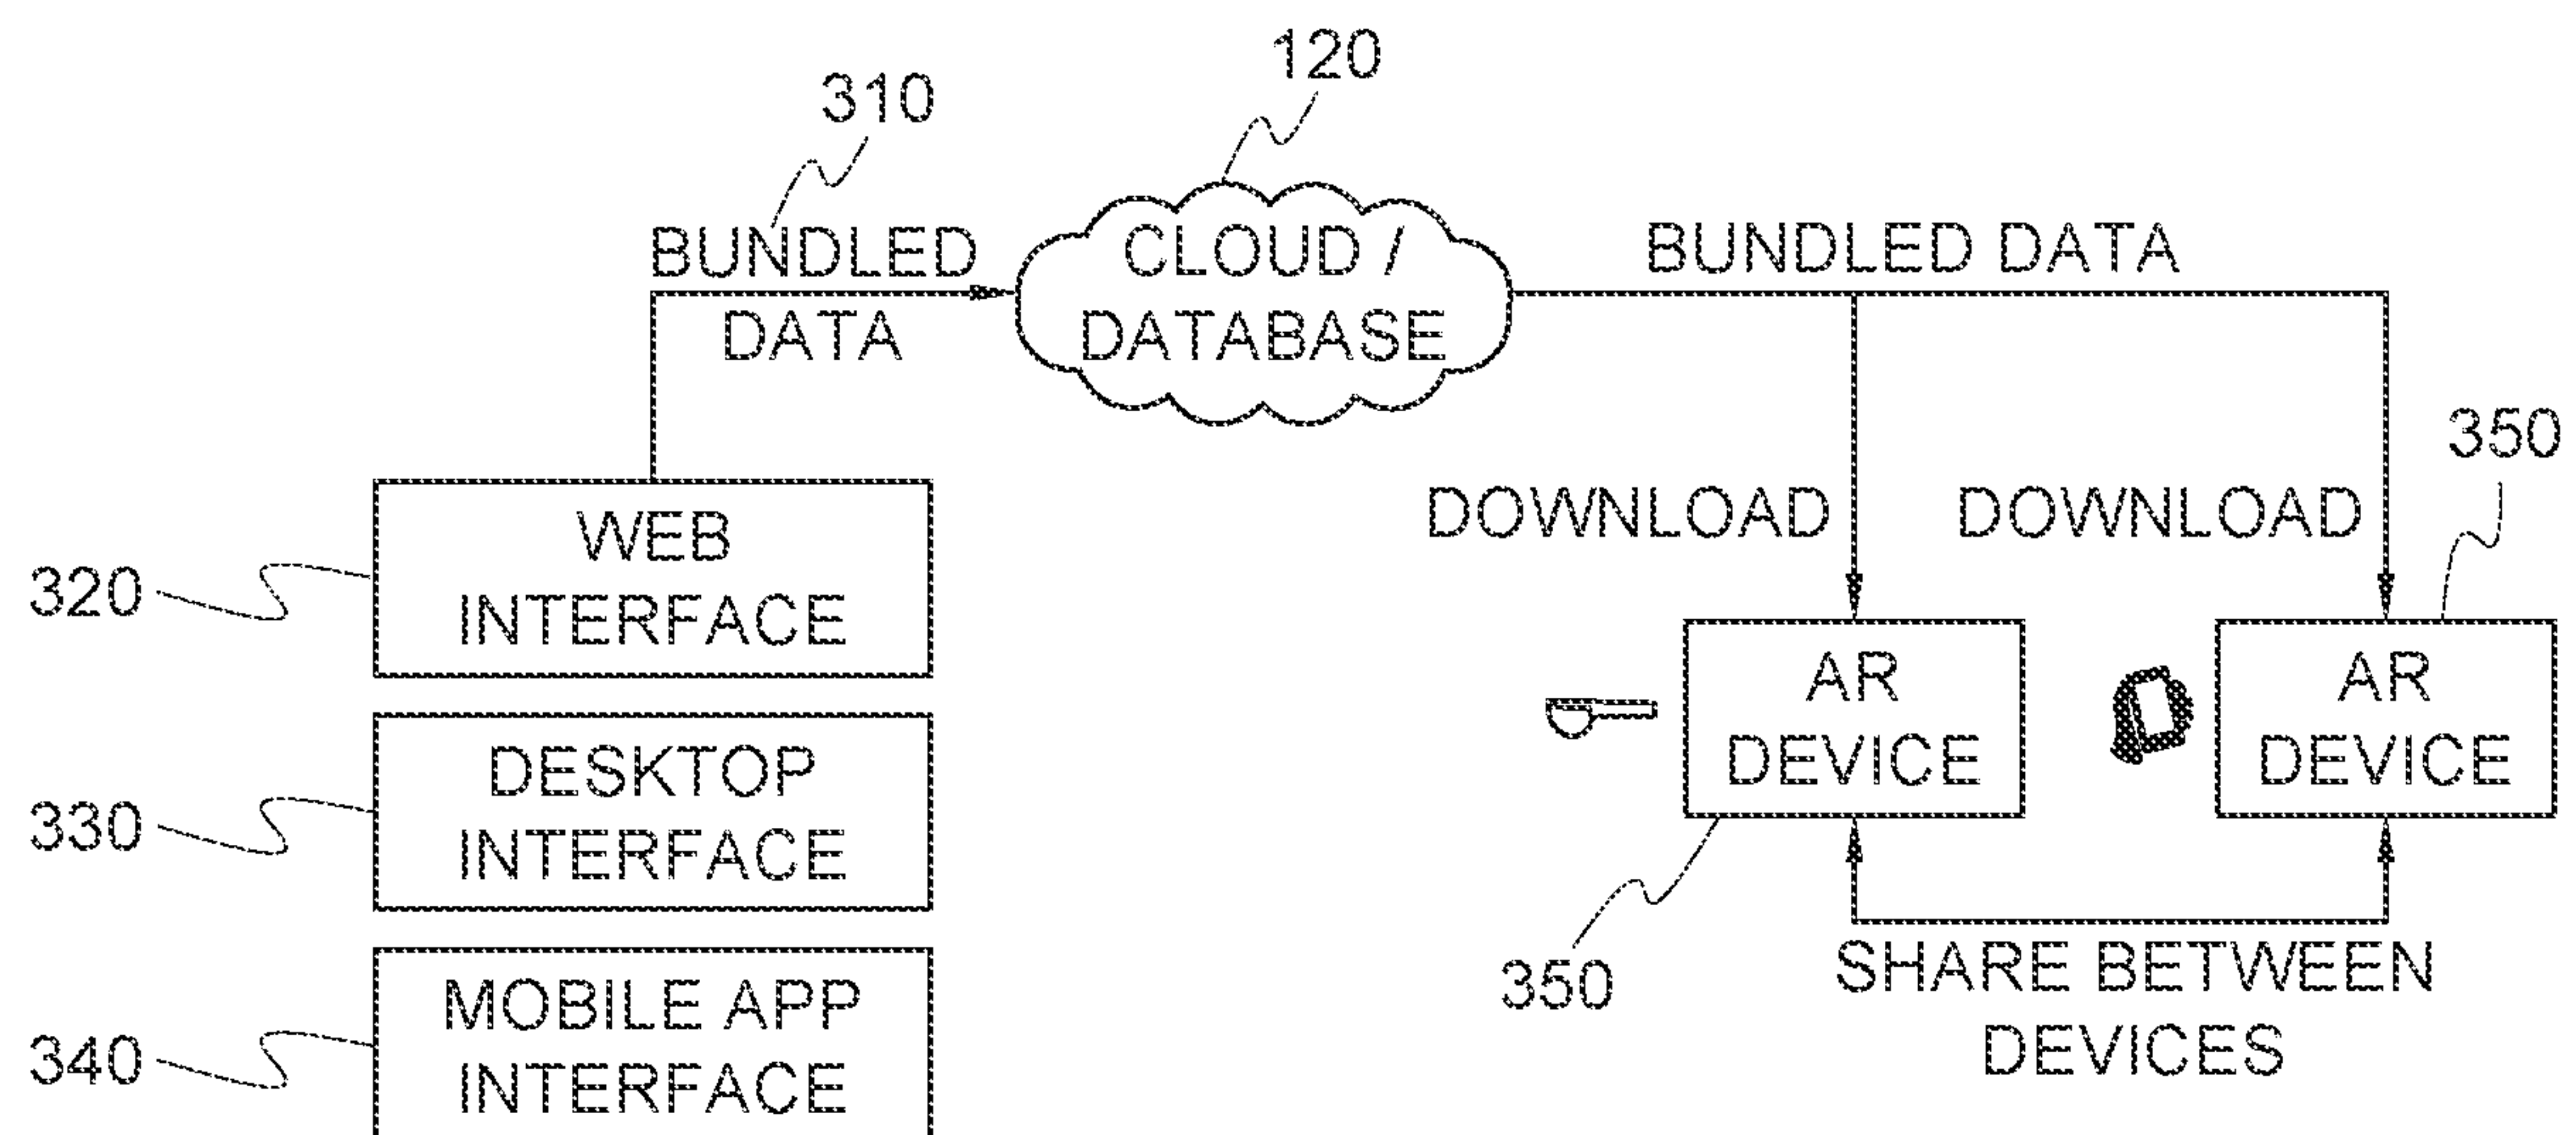 120
310
BUNDLED
DATA
CLOUD /
DATABASE
BUNDLED DATA
350
DOWNLOAD
DOWNLOAD
WEB
INTERFACE
320
AR
DEVICE
AR
DEVICE
DESKTOP
INTERFACE
330
350
SHARE BETWEEN
DEVICES
MOBILE APP
INTERFACE
340